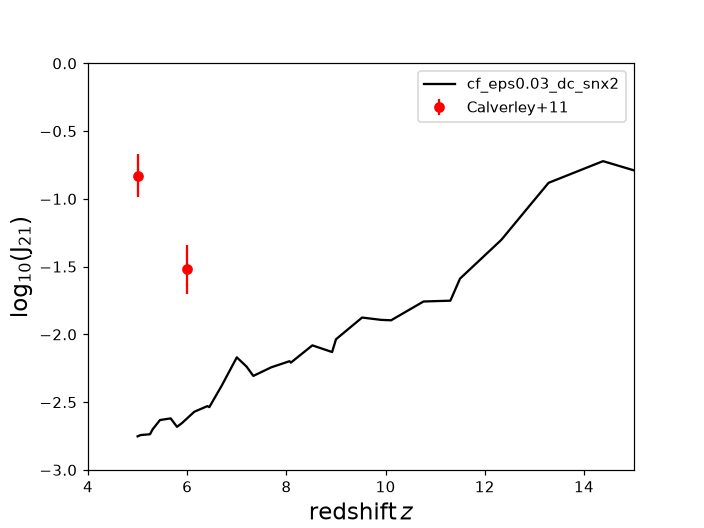 cf_eps0.03_dc_snx2
Calverley+11
0.0
−0.5
−1.0
−1.5
−2.0
−2.5
−3.0
log₁₀(J₂₁)
4 6 8 10 12 14
redshift z